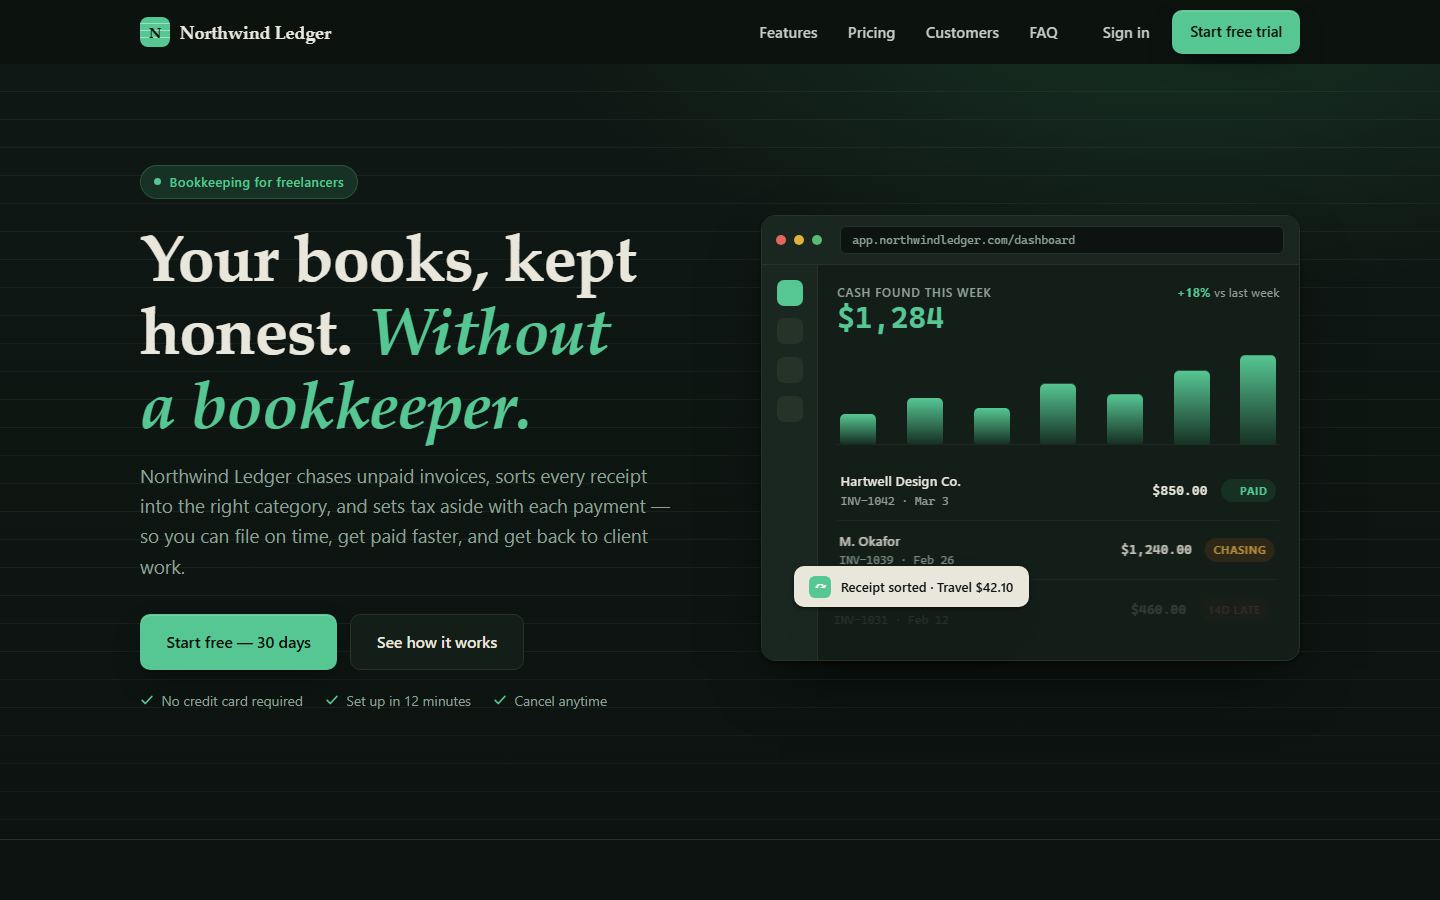 N Northwind Ledger
Features Pricing Customers FAQ Sign in Start free trial
Bookkeeping for freelancers
Your books, kept
honest. Without
a bookkeeper.
Northwind Ledger chases unpaid invoices, sorts every receipt
into the right category, and sets tax aside with each payment —
so you can file on time, get paid faster, and get back to client
work.
Start free — 30 days See how it works
No credit card required Set up in 12 minutes Cancel anytime
app.northwindledger.com/dashboard
CASH FOUND THIS WEEK +18% vs last week
$1,284
Hartwell Design Co.
INV-1042 · Mar 3
$850.00 PAID
M. Okafor
INV-1039 · Feb 26
$1,240.00 CHASING
Receipt sorted · Travel $42.10
INV-1031 · Feb 12
$460.00 14D LATE